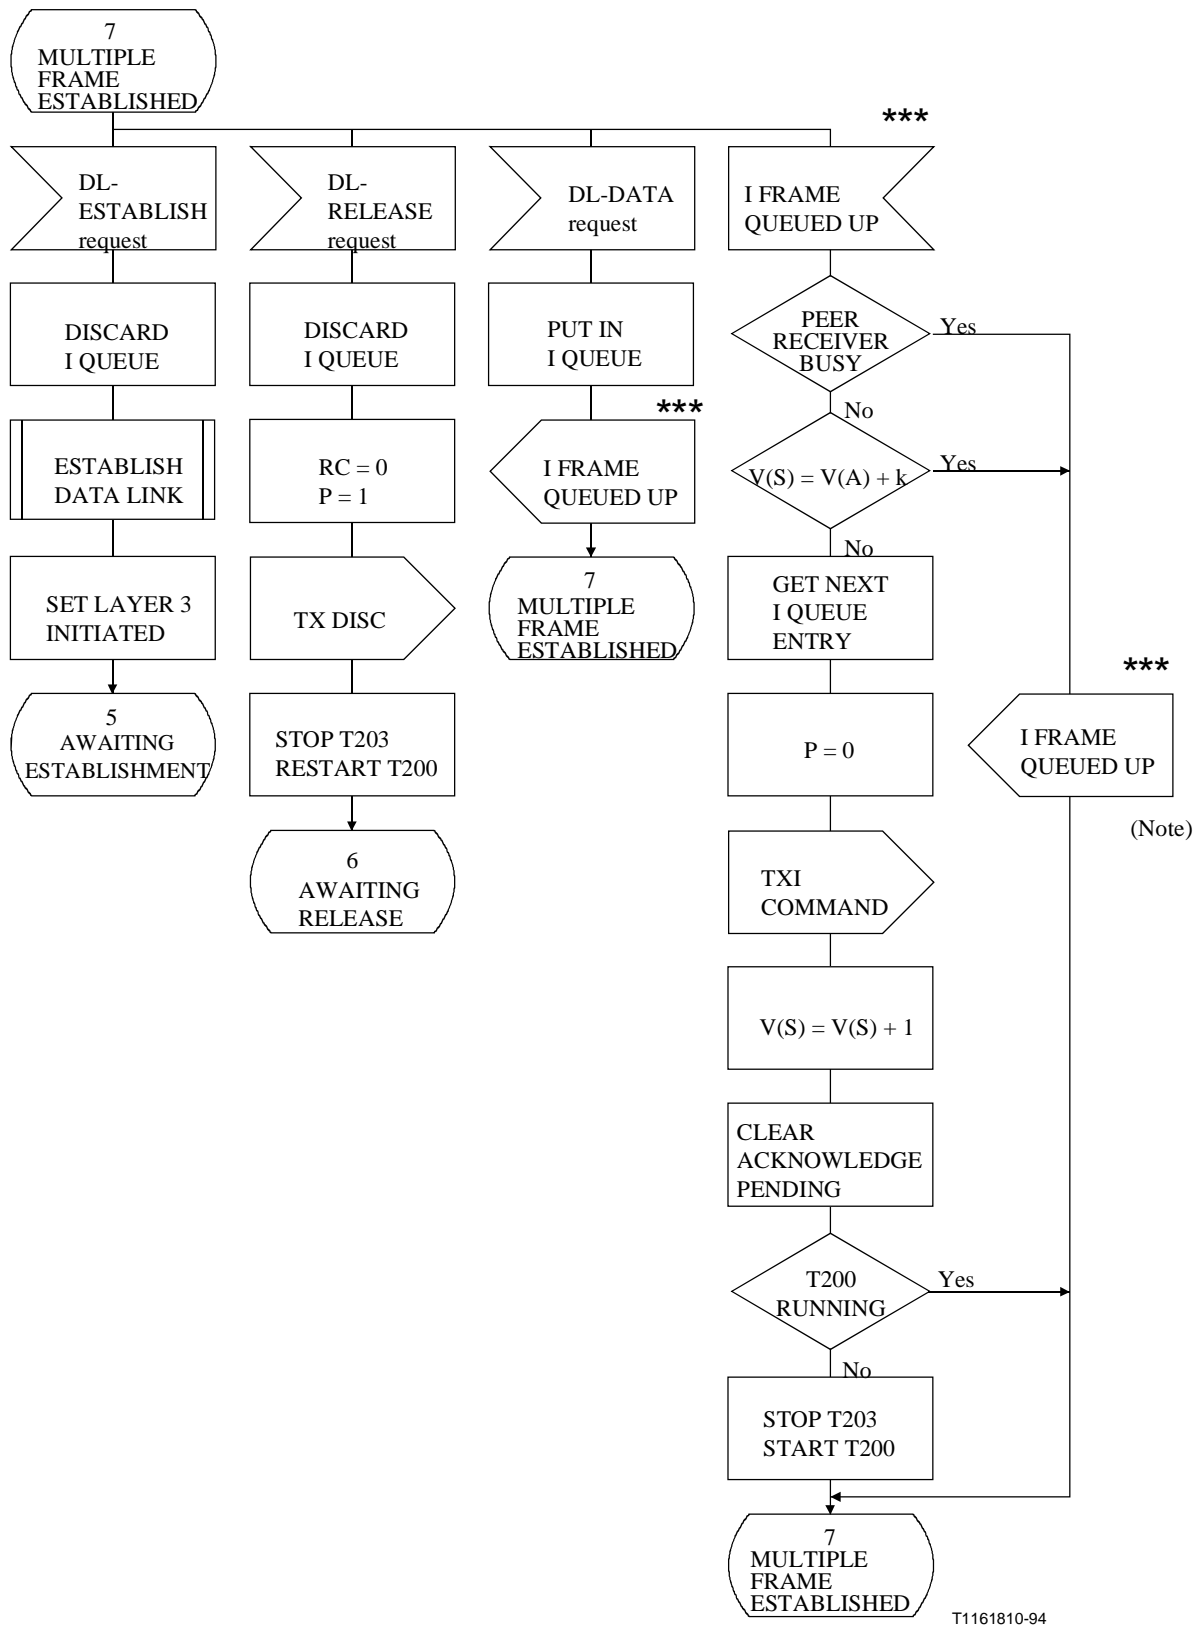 7
MULTIPLE
FRAME
ESTABLISHED
***
DL-
ESTABLISH
request
DL-
RELEASE
request
DL-DATA
request
I FRAME
QUEUED UP
DISCARD
I QUEUE
DISCARD
I QUEUE
PUT IN
I QUEUE
PEER
RECEIVER
BUSY
Yes
No
***
ESTABLISH
DATA LINK
RC = 0
P = 1
I FRAME
QUEUED UP
V(S) = V(A) + k
Yes
No
SET LAYER 3
INITIATED
TX DISC
7
MULTIPLE
FRAME
ESTABLISHED
GET NEXT
I QUEUE
ENTRY
***
5
AWAITING
ESTABLISHMENT
STOP T203
RESTART T200
P = 0
I FRAME
QUEUED UP
(Note)
6
AWAITING
RELEASE
TXI
COMMAND
V(S) = V(S) + 1
CLEAR
ACKNOWLEDGE
PENDING
T200
RUNNING
Yes
No
STOP T203
START T200
7
MULTIPLE
FRAME
ESTABLISHED
T1161810-94